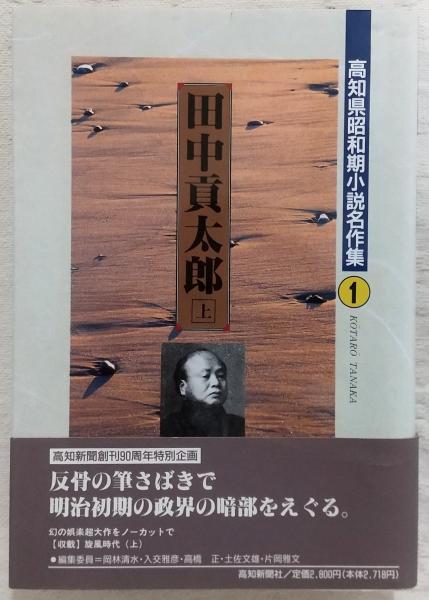 高知県昭和期小説名作集
1
KŌTARŌ TANAKA
田中貢太郎
上
高知新聞創刊90周年特別企画
反骨の筆さばきで
明治初期の政界の暗部をえぐる。
幻の娯楽超大作をノーカットで
【収載】旋風時代（上）
●編集委員＝岡林清水・入交雅彦・高橋　正・土佐文雄・片岡雅文
高知新聞社／定価2,800円（本体2,718円）